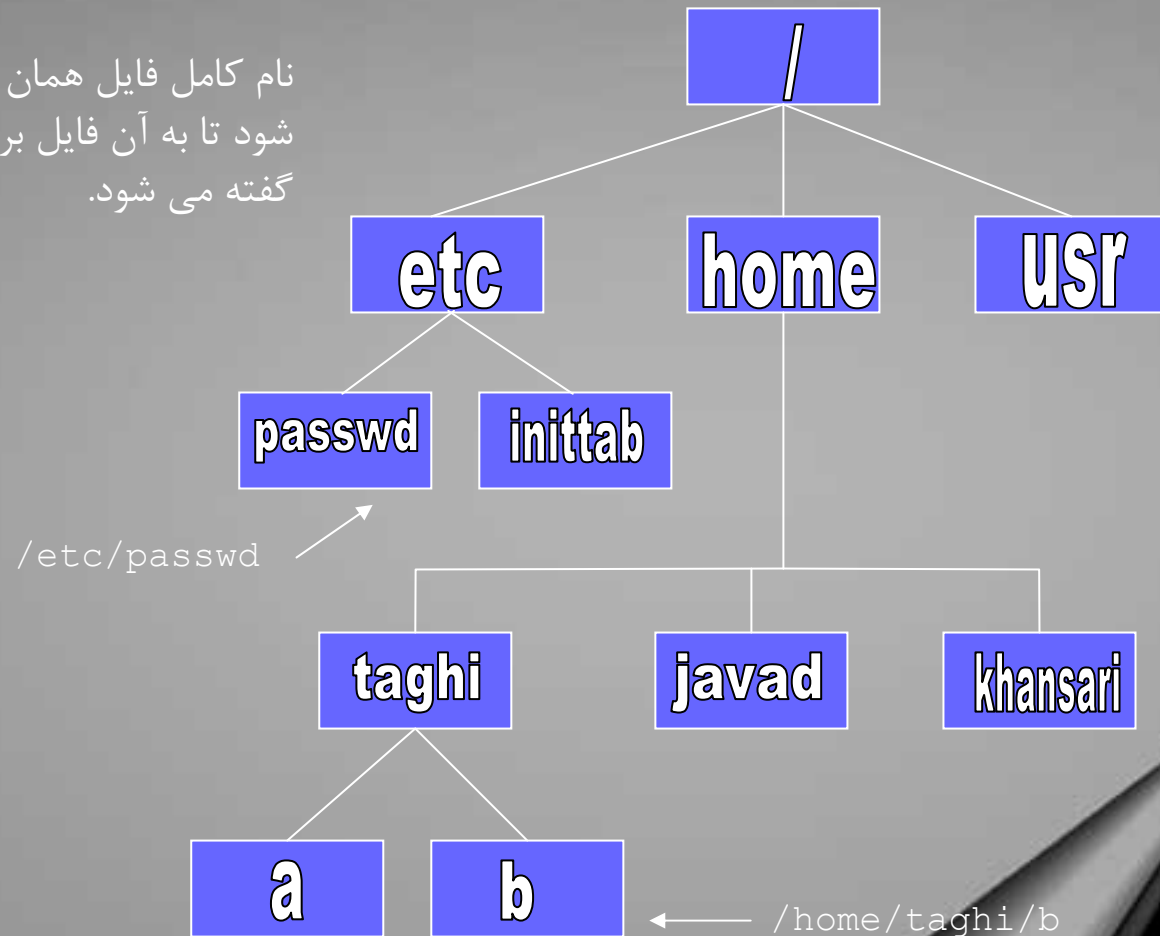 نام کامل فایل همان
شود تا به آن فایل بر
گفته می شود.
/
etc
home
usr
passwd
inittab
/etc/passwd
taghi
javad
khansari
a
b
/home/taghi/b